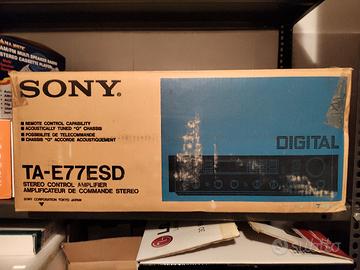 SONY®
■ REMOTE CONTROL CAPABILITY
■ ACOUSTICALLY TUNED "G" CHASSIS
■ POSSIBILITE DE TELECOMMANDE
■ CHASSIS "G" ACCORDE ACOUSTIQUEMENT
DIGITAL
TA-E77ESD
STEREO CONTROL AMPLIFIER
AMPLIFICATEUR DE COMMANDE STEREO
SONY CORPORATION TOKYO JAPAN
subito